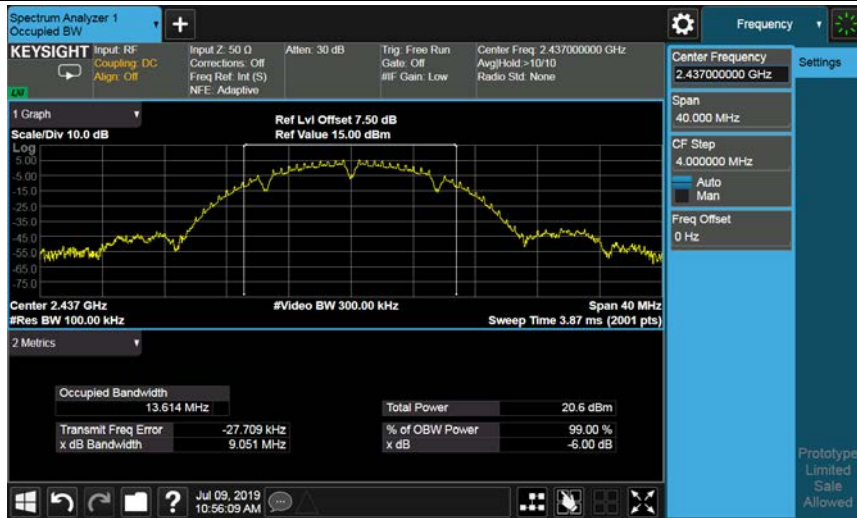 Spectrum Analyzer 1
Occupied BW
+
Frequency
KEYSIGHT
Input: RF
Coupling: DC
Align: Off
Input Z: 50 Ω
Corrections: Off
Freq Ref: Int (S)
NFE: Adaptive
Atten: 30 dB
Trig: Free Run
Gate: Off
#IF Gain: Low
Center Freq: 2.437000000 GHz
Avg|Hold:>10/10
Radio Std: None
LXI
Center Frequency
2.437000000 GHz
Settings
Span
40.000 MHz
CF Step
4.000000 MHz
Auto
Man
Freq Offset
0 Hz
1 Graph
Scale/Div 10.0 dB
Ref Lvl Offset 7.50 dB
Ref Value 15.00 dBm
Log
5.00
-5.00
-15.0
-25.0
-35.0
-45.0
-55.0
-65.0
-75.0
Center 2.437 GHz
#Video BW 300.00 kHz
Span 40 MHz
#Res BW 100.00 kHz
Sweep Time 3.87 ms (2001 pts)
2 Metrics
Occupied Bandwidth
13.614 MHz
Total Power
20.6 dBm
Transmit Freq Error
-27.709 kHz
% of OBW Power
99.00 %
x dB Bandwidth
9.051 MHz
x dB
-6.00 dB
Prototype
Limited
Sale
Allowed
?
Jul 09, 2019
10:56:09 AM